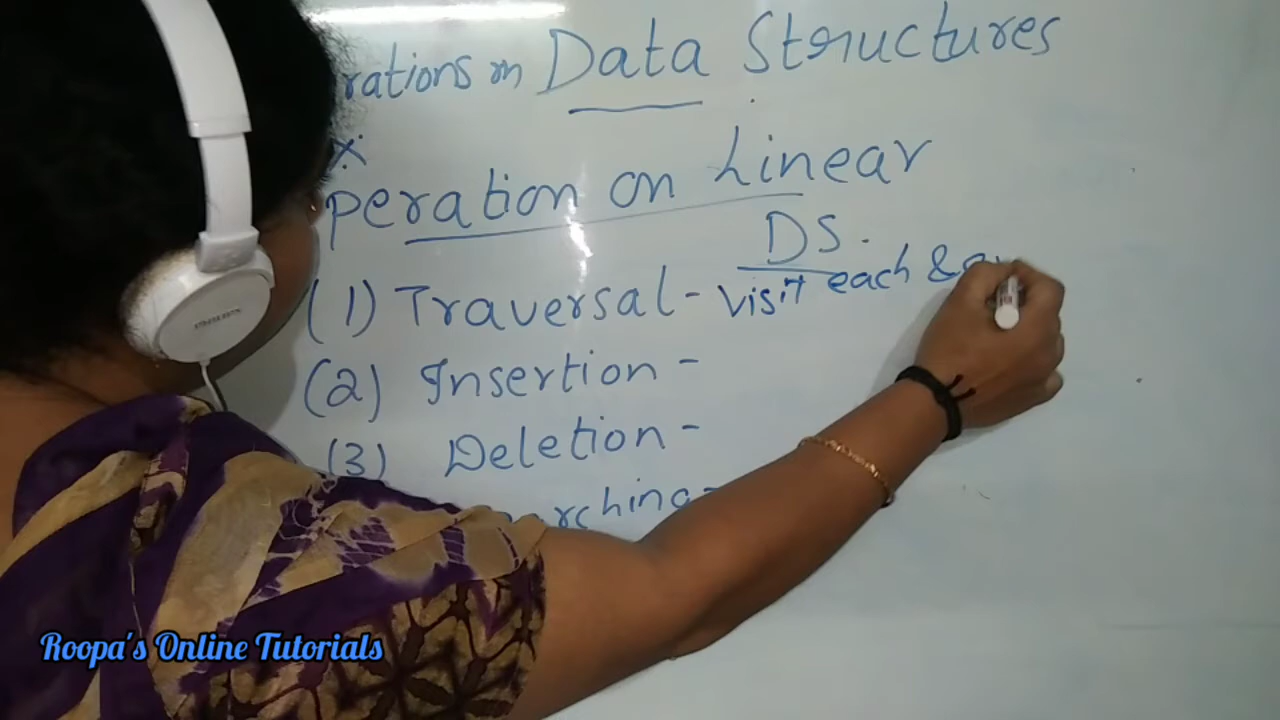 rations on Data Structures
peration on Linear
DS.
(1) Traversal - visit each &
(2) Insertion -
(3) Deletion -
rching -
Roopa's Online Tutorials